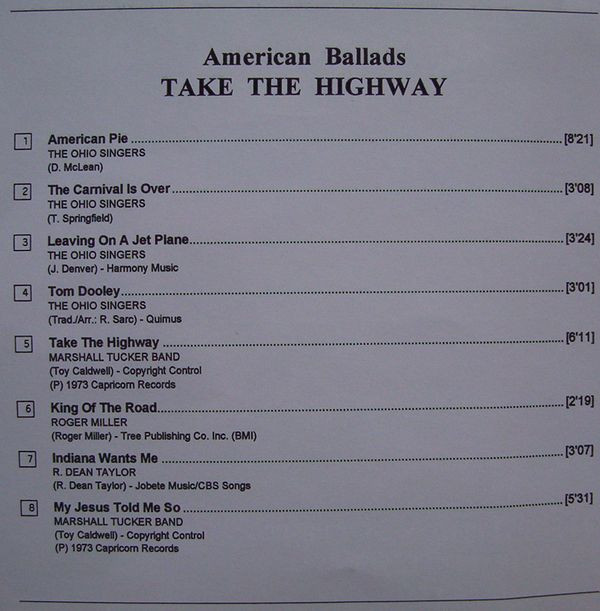 American Ballads
TAKE THE HIGHWAY
1 American Pie [8'21]
THE OHIO SINGERS
(D. McLean)
2 The Carnival Is Over [3'08]
THE OHIO SINGERS
(T. Springfield)
3 Leaving On A Jet Plane [3'24]
THE OHIO SINGERS
(J. Denver) - Harmony Music
4 Tom Dooley [3'01]
THE OHIO SINGERS
(Trad./Arr.: R. Sarc) - Quimus
5 Take The Highway [6'11]
MARSHALL TUCKER BAND
(Toy Caldwell) - Copyright Control
(P) 1973 Capricorn Records
6 King Of The Road [2'19]
ROGER MILLER
(Roger Miller) - Tree Publishing Co. Inc. (BMI)
7 Indiana Wants Me [3'07]
R. DEAN TAYLOR
(R. Dean Taylor) - Jobete Music/CBS Songs
8 My Jesus Told Me So [5'31]
MARSHALL TUCKER BAND
(Toy Caldwell) - Copyright Control
(P) 1973 Capricorn Records